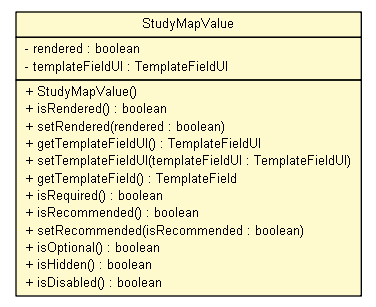 StudyMapValue
- rendered : boolean
- templateFieldUI : TemplateFieldUI
+ StudyMapValue()
+ isRendered() : boolean
+ setRendered(rendered : boolean)
+ getTemplateFieldUI() : TemplateFieldUI
+ setTemplateFieldUI(templateFieldUI : TemplateFieldUI)
+ getTemplateField() : TemplateField
+ isRequired() : boolean
+ isRecommended() : boolean
+ setRecommended(isRecommended : boolean)
+ isOptional() : boolean
+ isHidden() : boolean
+ isDisabled() : boolean